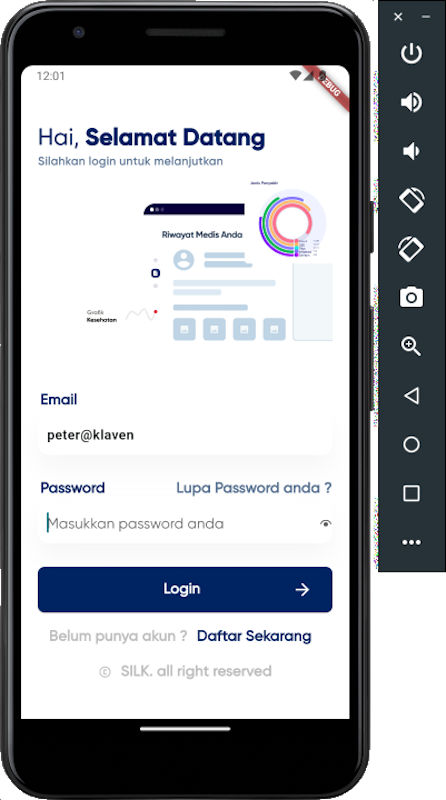 12:01
DEBUG
Hai, Selamat Datang
Silahkan login untuk melanjutkan
Jenis Penyakit
Riwayat Medis Anda
Grafik
Kesehatan
Email
peter@klaven
Password
Lupa Password anda ?
Masukkan password anda
Login
Belum punya akun ? Daftar Sekarang
© SILK. all right reserved